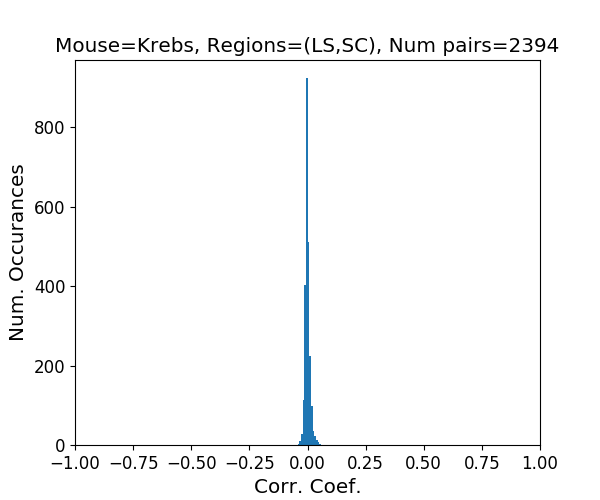 Mouse=Krebs, Regions=(LS,SC), Num pairs=2394
Num. Occurances
800
600
400
200
0
−1.00 −0.75 −0.50 −0.25 0.00 0.25 0.50 0.75 1.00
Corr. Coef.